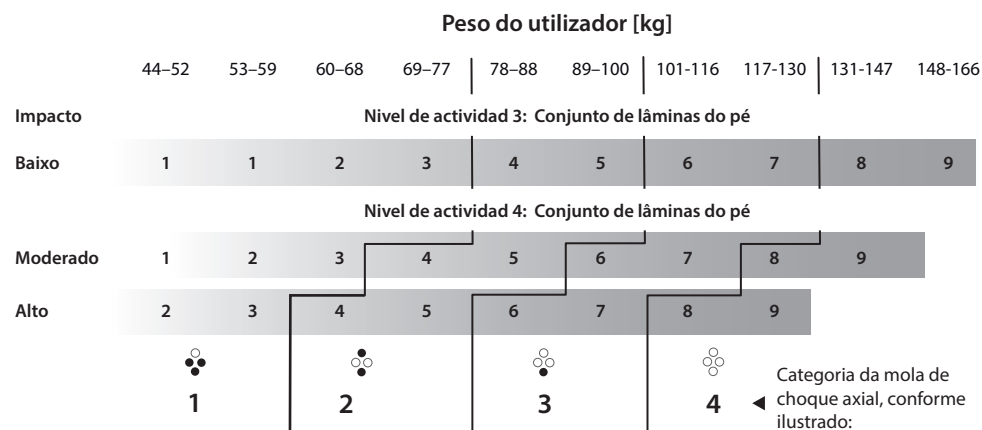 Peso do utilizador [kg]
44–52 53–59 60–68 69–77 78–88 89–100 101-116 117-130 131-147 148-166
Impacto Nivel de actividad 3: Conjunto de lâminas do pé
Baixo 1 1 2 3 4 5 6 7 8 9
Nivel de actividad 4: Conjunto de lâminas do pé
Moderado 1 2 3 4 5 6 7 8 9
Alto 2 3 4 5 6 7 8 9
1 2 3 4
Categoria da mola de
choque axial, conforme
ilustrado: